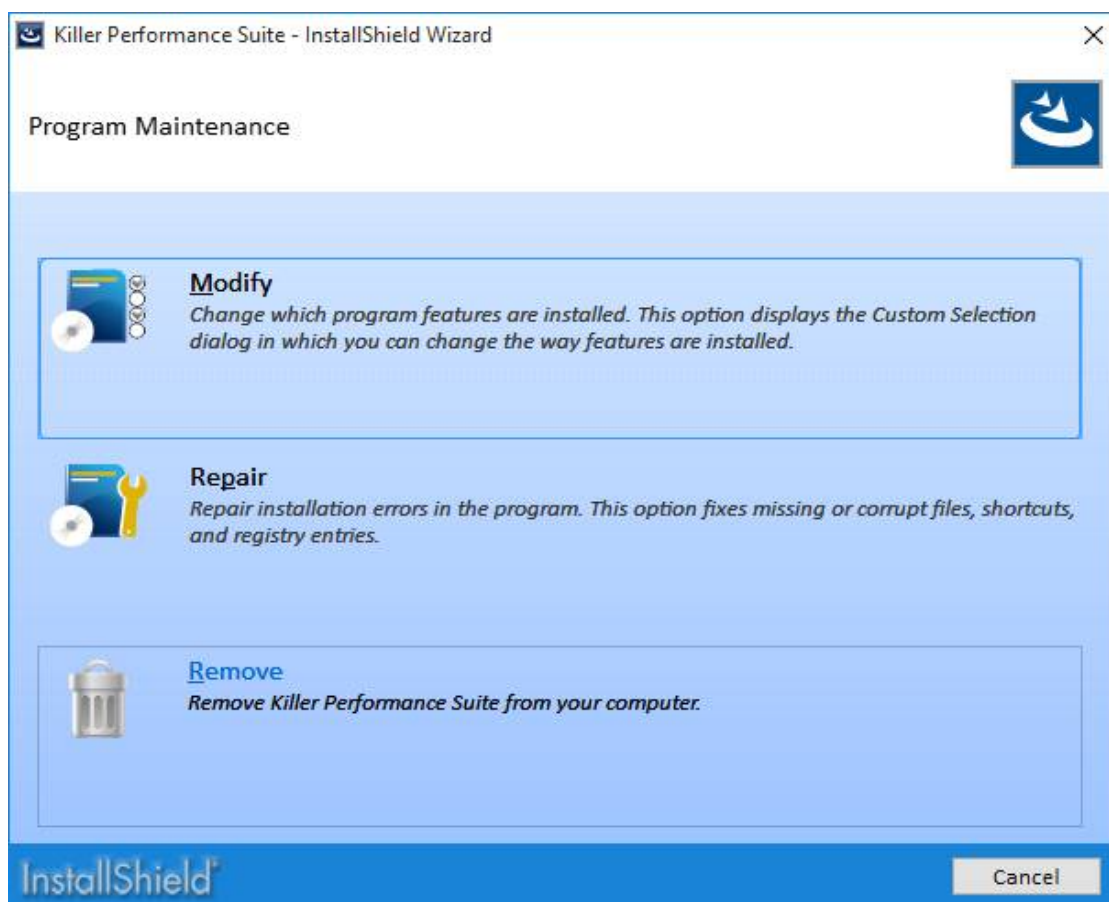 Killer Performance Suite - InstallShield Wizard
Program Maintenance
Modify
Change which program features are installed. This option displays the Custom Selection
dialog in which you can change the way features are installed.
Repair
Repair installation errors in the program. This option fixes missing or corrupt files, shortcuts,
and registry entries.
Remove
Remove Killer Performance Suite from your computer.
InstallShield®
Cancel